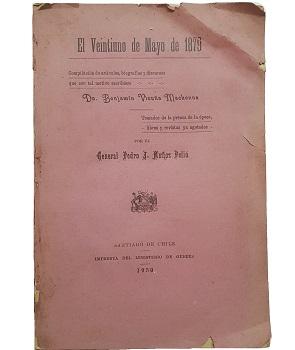 El Veintiuno de Mayo de 1879
Compilación de artículos, biografías y discursos
que con tal motivo escribiera
Dn. Benjamín Vicuña Mackenna
Tomados de la prensa de la época,
libros y revistas ya agotados
POR EL
General Pedro J. Muñoz Feliú
SANTIAGO DE CHILE
IMPRENTA DEL MINISTERIO DE GUERRA
1930